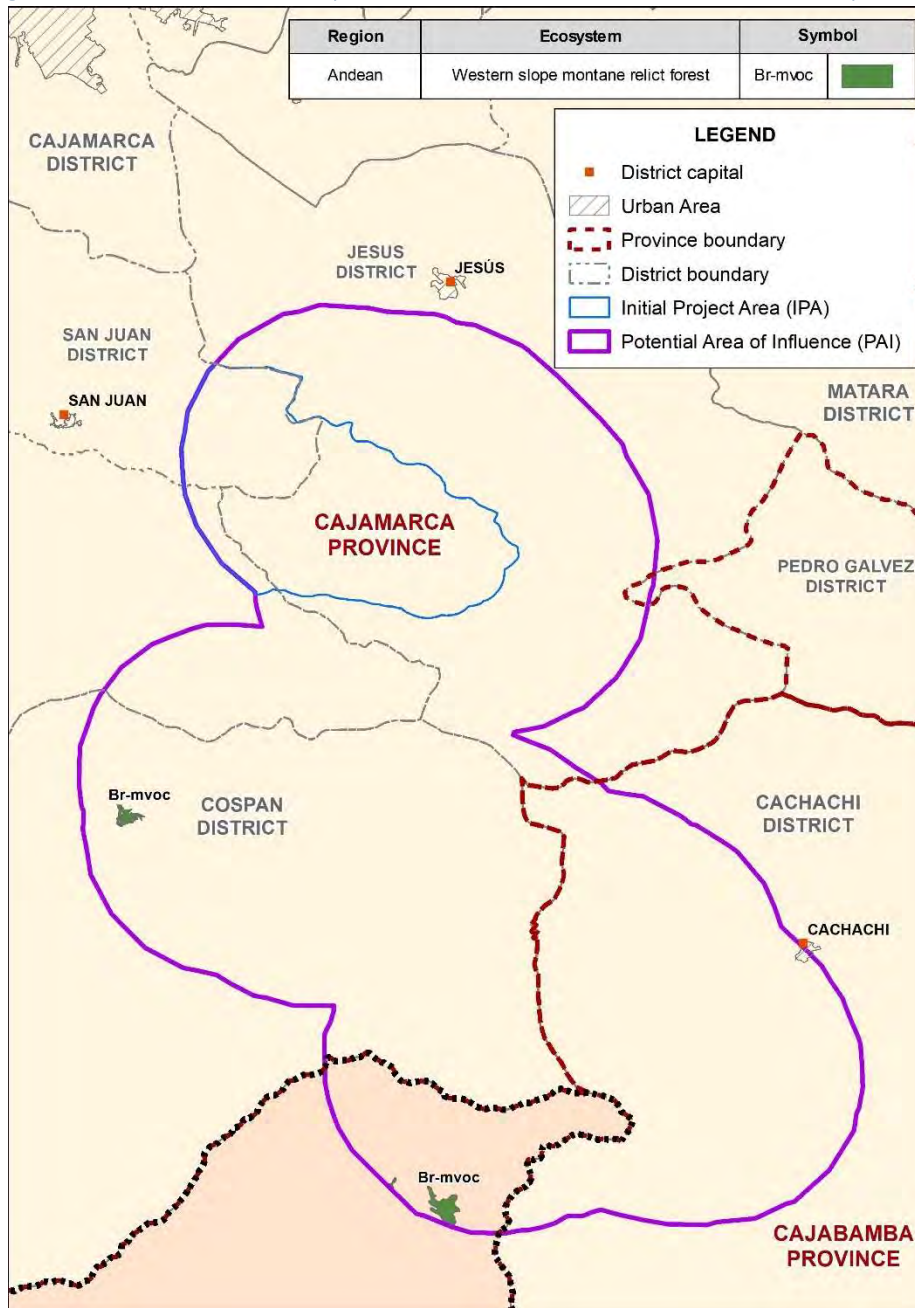 Region Ecosystem Symbol
Andean Western slope montane relict forest Br-mvoc
LEGEND
District capital
Urban Area
Province boundary
District boundary
Initial Project Area (IPA)
Potential Area of Influence (PAI)
CAJAMARCA
DISTRICT
JESUS
DISTRICT
JESÚS
SAN JUAN
DISTRICT
SAN JUAN
MATARA
DISTRICT
CAJAMARCA
PROVINCE
PEDRO GALVEZ
DISTRICT
Br-mvoc
COSPAN
DISTRICT
CACHACHI
DISTRICT
CACHACHI
Br-mvoc
CAJABAMBA
PROVINCE